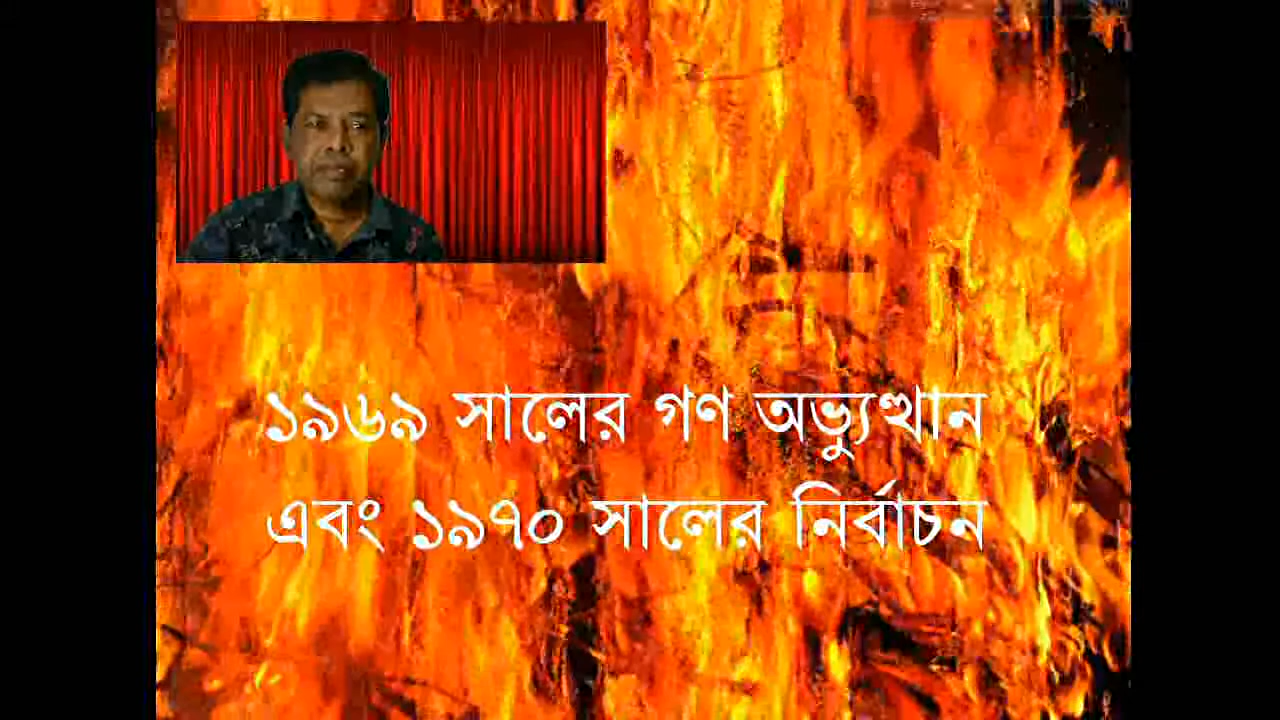 ১৯৬৯ সালের গণ অভ্যুত্থান
এবং ১৯৭০ সালের নির্বাচন